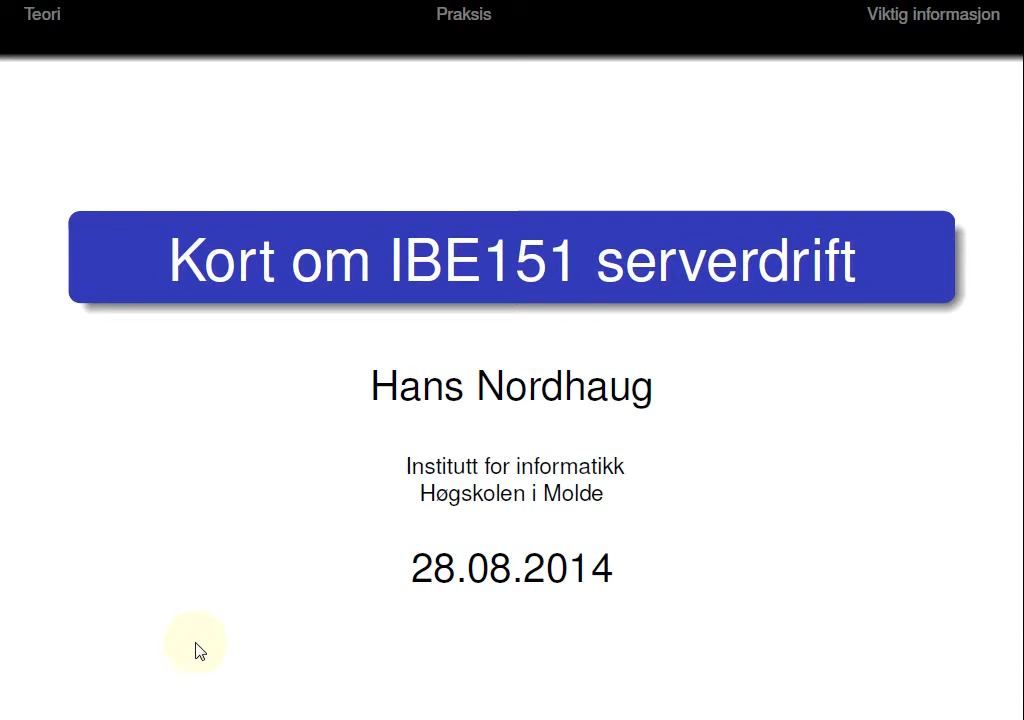 Teori
Praksis
Viktig informasjon
Kort om IBE151 serverdrift
Hans Nordhaug
Institutt for informatikk
Høgskolen i Molde
28.08.2014